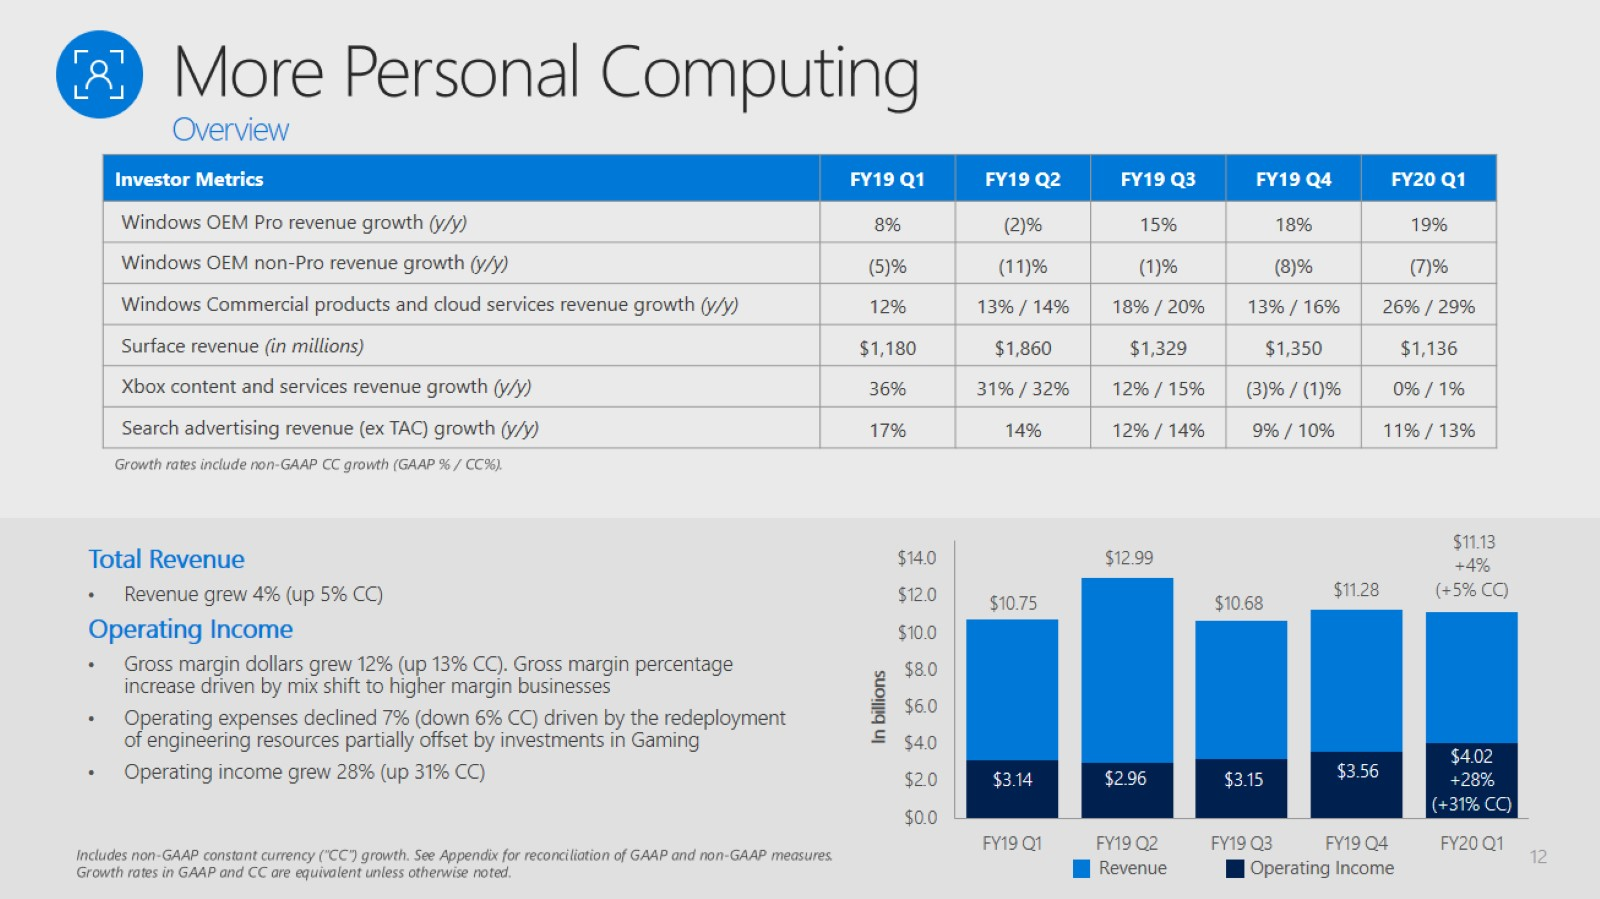 More Personal Computing
Overview
Investor Metrics FY19 Q1 FY19 Q2 FY19 Q3 FY19 Q4 FY20 Q1
Windows OEM Pro revenue growth (y/y) 8% (2)% 15% 18% 19%
Windows OEM non-Pro revenue growth (y/y) (5)% (11)% (1)% (8)% (7)%
Windows Commercial products and cloud services revenue growth (y/y) 12% 13% / 14% 18% / 20% 13% / 16% 26% / 29%
Surface revenue (in millions) $1,180 $1,860 $1,329 $1,350 $1,136
Xbox content and services revenue growth (y/y) 36% 31% / 32% 12% / 15% (3)% / (1)% 0% / 1%
Search advertising revenue (ex TAC) growth (y/y) 17% 14% 12% / 14% 9% / 10% 11% / 13%
Growth rates include non-GAAP CC growth (GAAP % / CC%).
Total Revenue
• Revenue grew 4% (up 5% CC)
Operating Income
• Gross margin dollars grew 12% (up 13% CC). Gross margin percentage
increase driven by mix shift to higher margin businesses
• Operating expenses declined 7% (down 6% CC) driven by the redeployment
of engineering resources partially offset by investments in Gaming
• Operating income grew 28% (up 31% CC)
Includes non-GAAP constant currency ("CC") growth. See Appendix for reconciliation of GAAP and non-GAAP measures.
Growth rates in GAAP and CC are equivalent unless otherwise noted.
In billions
$14.0
$12.0
$10.0
$8.0
$6.0
$4.0
$2.0
$0.0
$10.75
$12.99
$10.68
$11.28
$11.13
+4%
(+5% CC)
$3.14
$2.96
$3.15
$3.56
$4.02
+28%
(+31% CC)
FY19 Q1 FY19 Q2 FY19 Q3 FY19 Q4 FY20 Q1
Revenue Operating Income
12